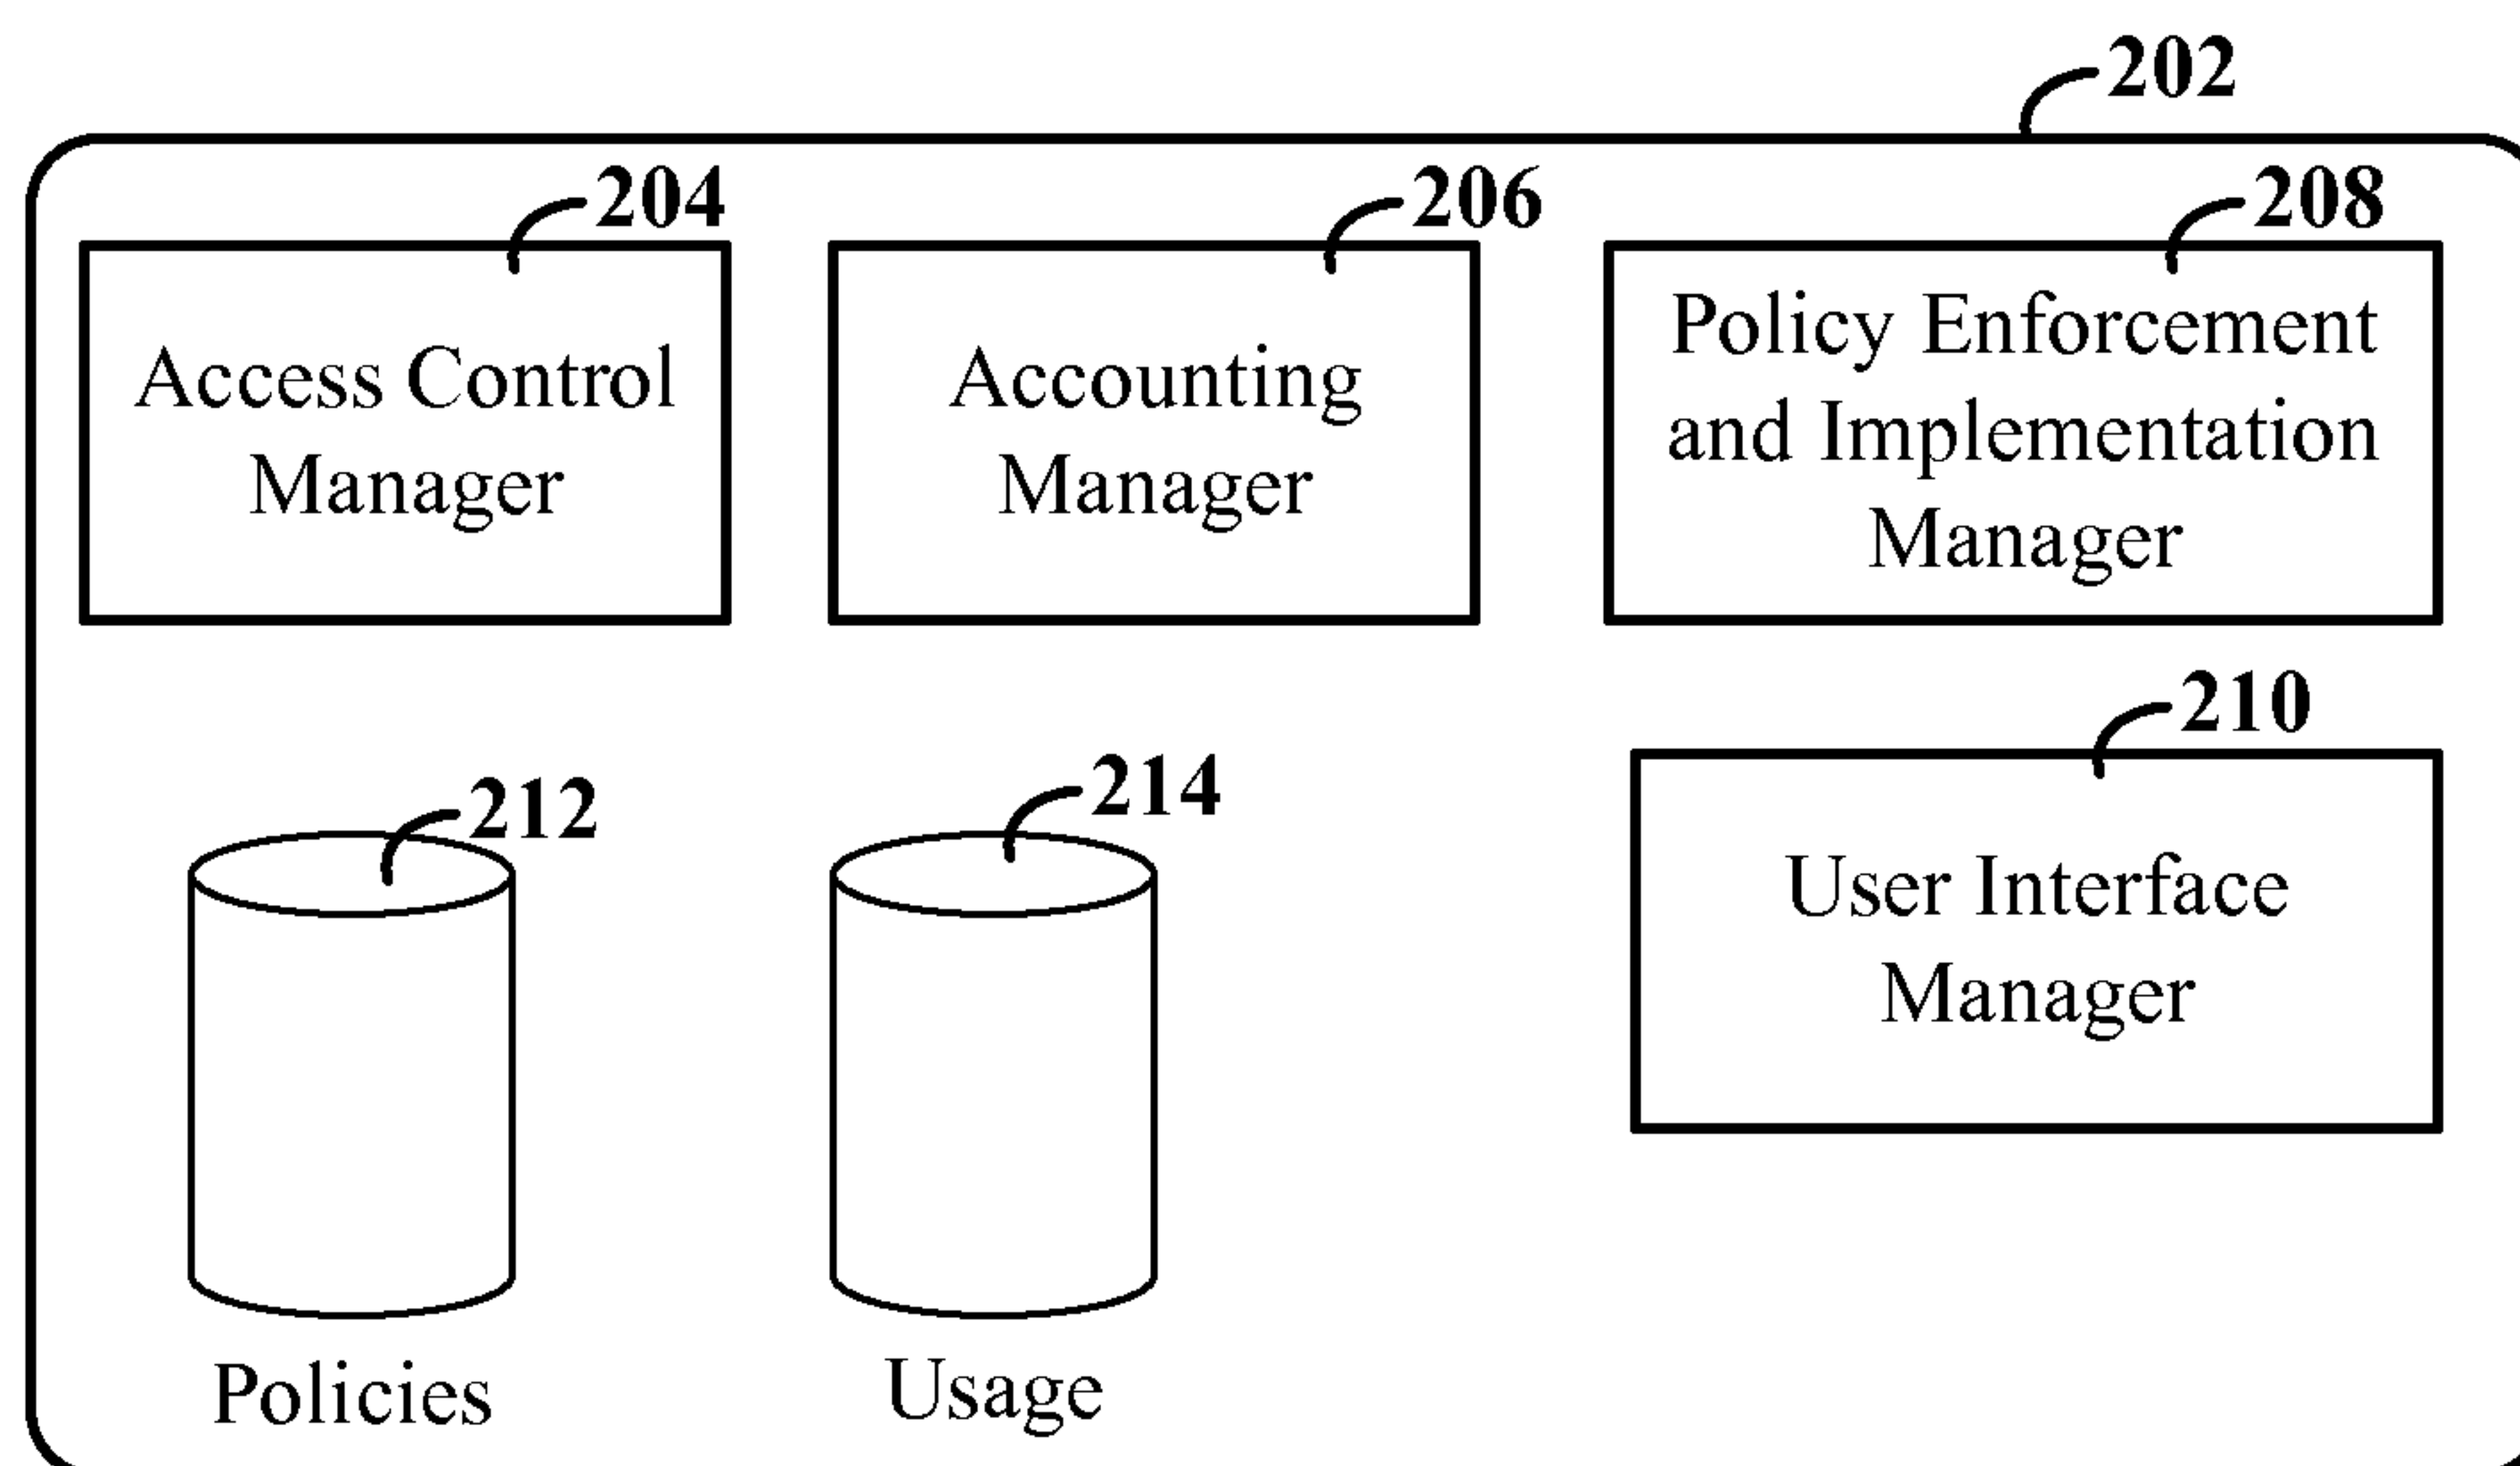 202
204
206
208
Access Control
Manager
Accounting
Manager
Policy Enforcement
and Implementation
Manager
210
212
214
User Interface
Manager
Policies
Usage